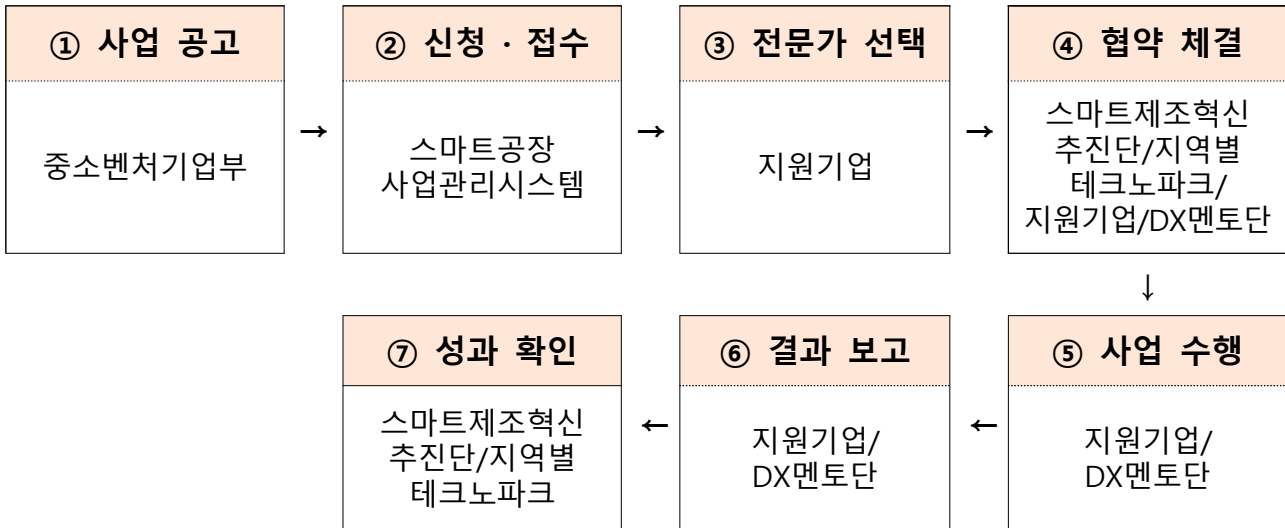 ① 사업 공고
중소벤처기업부
→
② 신청 · 접수
스마트공장
사업관리시스템
→
③ 전문가 선택
지원기업
→
④ 협약 체결
스마트제조혁신
추진단/지역별
테크노파크/
지원기업/DX멘토단
↓
⑤ 사업 수행
지원기업/
DX멘토단
←
⑥ 결과 보고
지원기업/
DX멘토단
←
⑦ 성과 확인
스마트제조혁신
추진단/지역별
테크노파크